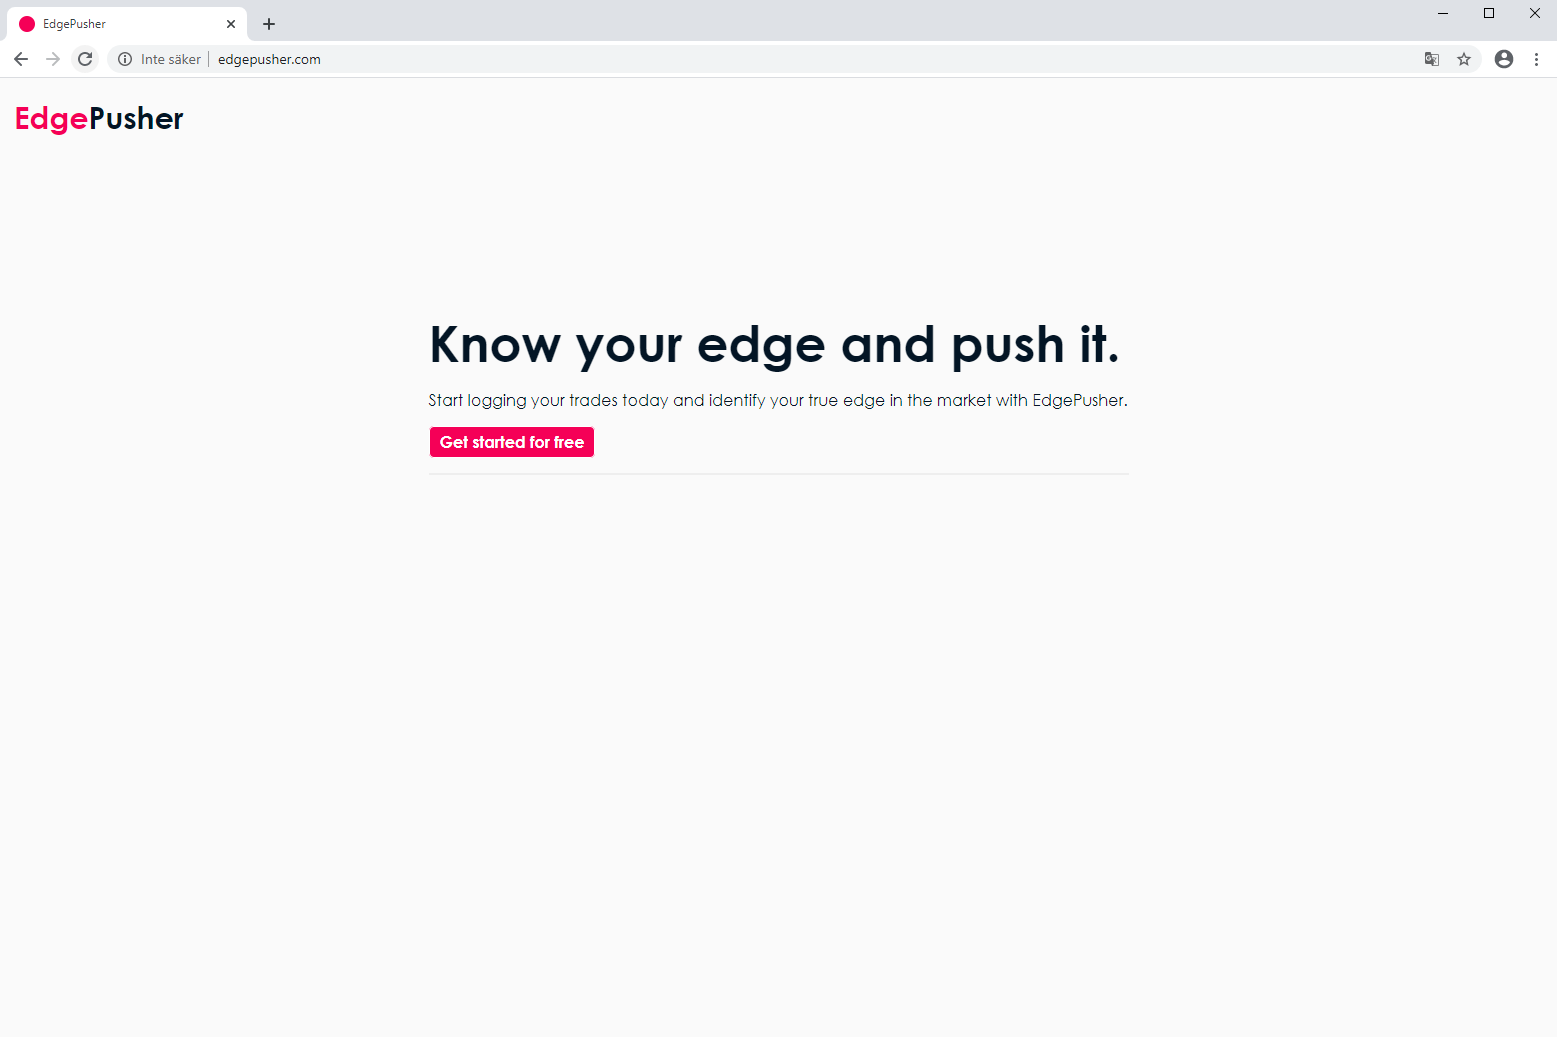 EdgePusher
Inte säker edgepusher.com
EdgePusher
Know your edge and push it.
Start logging your trades today and identify your true edge in the market with EdgePusher.
Get started for free